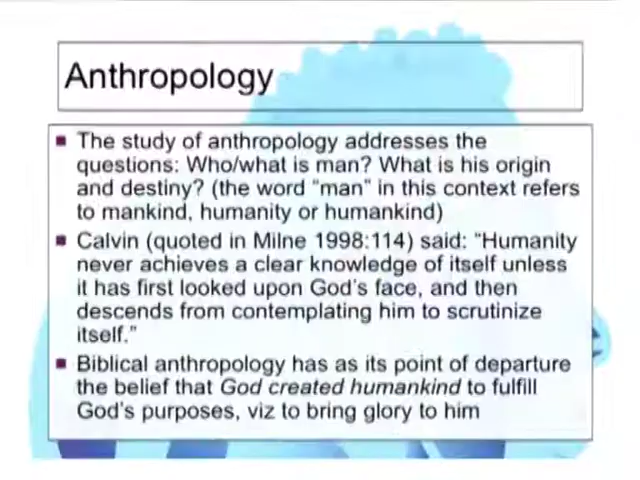 Anthropology
▪ The study of anthropology addresses the
questions: Who/what is man? What is his origin
and destiny? (the word "man" in this context refers
to mankind, humanity or humankind)
▪ Calvin (quoted in Milne 1998:114) said: "Humanity
never achieves a clear knowledge of itself unless
it has first looked upon God's face, and then
descends from contemplating him to scrutinize
itself."
▪ Biblical anthropology has as its point of departure
the belief that God created humankind to fulfill
God's purposes, viz to bring glory to him